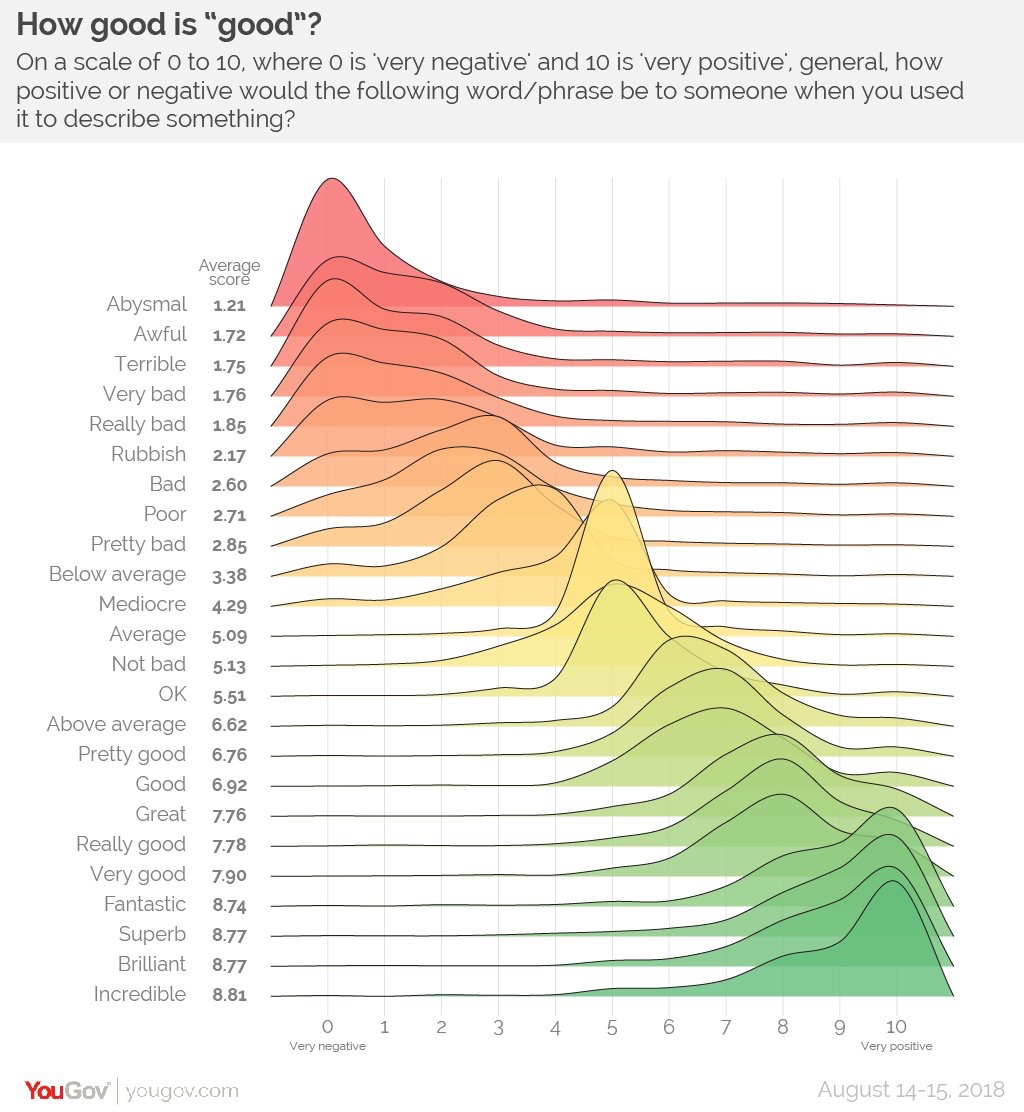 How good is “good”?
On a scale of 0 to 10, where 0 is 'very negative' and 10 is 'very positive', general, how
positive or negative would the following word/phrase be to someone when you used
it to describe something?
Average
score
Abysmal 1.21
Awful 1.72
Terrible 1.75
Very bad 1.76
Really bad 1.85
Rubbish 2.17
Bad 2.60
Poor 2.71
Pretty bad 2.85
Below average 3.38
Mediocre 4.29
Average 5.09
Not bad 5.13
OK 5.51
Above average 6.62
Pretty good 6.76
Good 6.92
Great 7.76
Really good 7.78
Very good 7.90
Fantastic 8.74
Superb 8.77
Brilliant 8.77
Incredible 8.81
0 1 2 3 4 5 6 7 8 9 10
Very negative Very positive
YouGov yougov.com August 14-15, 2018